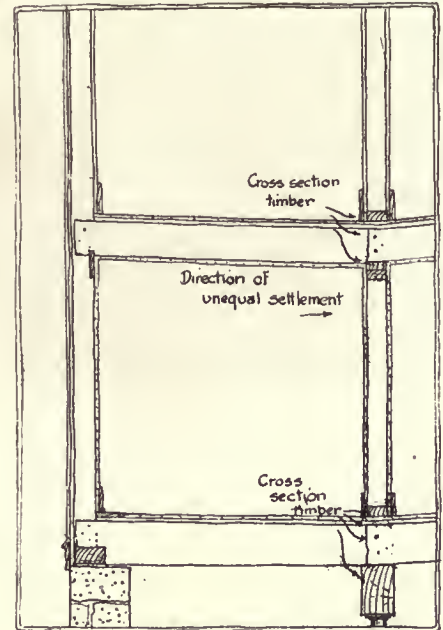 Cross section
timber
Direction of
unequal settlement
Cross
section
timber